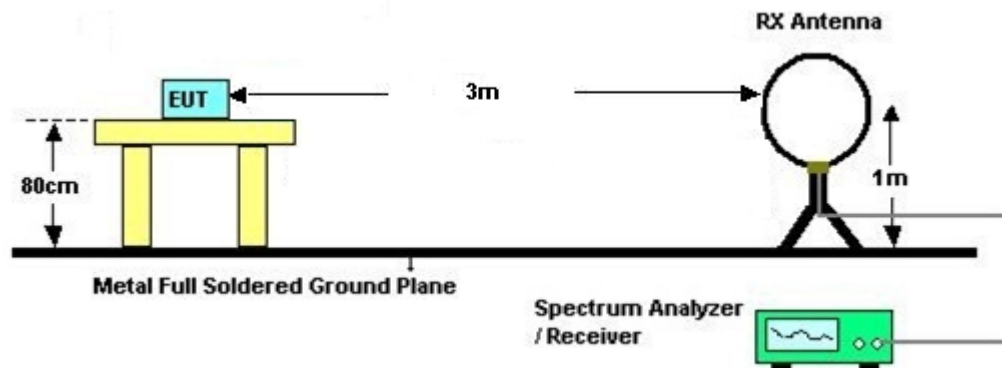 RX Antenna
EUT
3m
80cm
1m
Metal Full Soldered Ground Plane
Spectrum Analyzer
/ Receiver